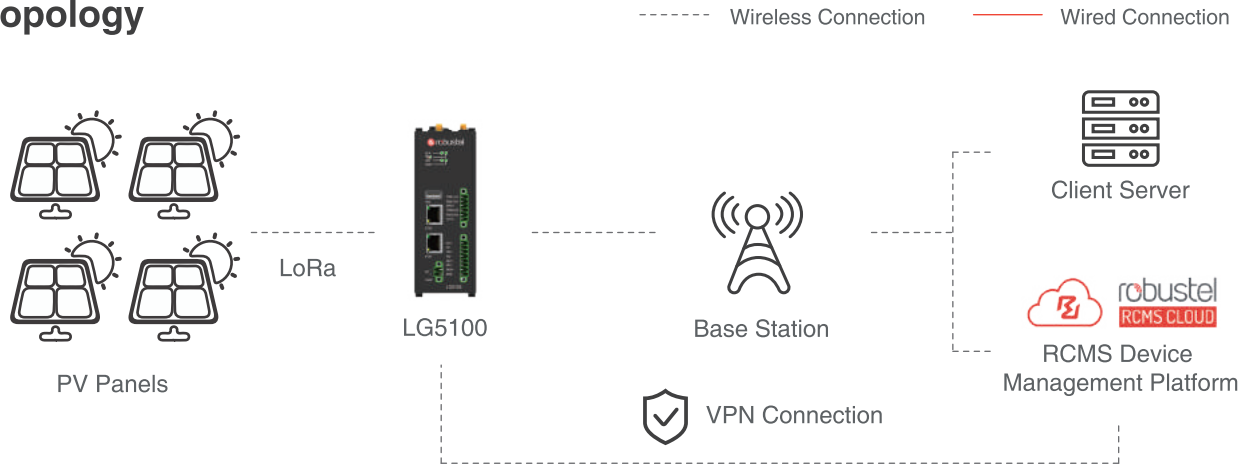 opology
Wireless Connection
Wired Connection
robustel
Client Server
LoRa
robustel
RCMS CLOUD
LG5100
Base Station
RCMS Device
Management Platform
PV Panels
VPN Connection